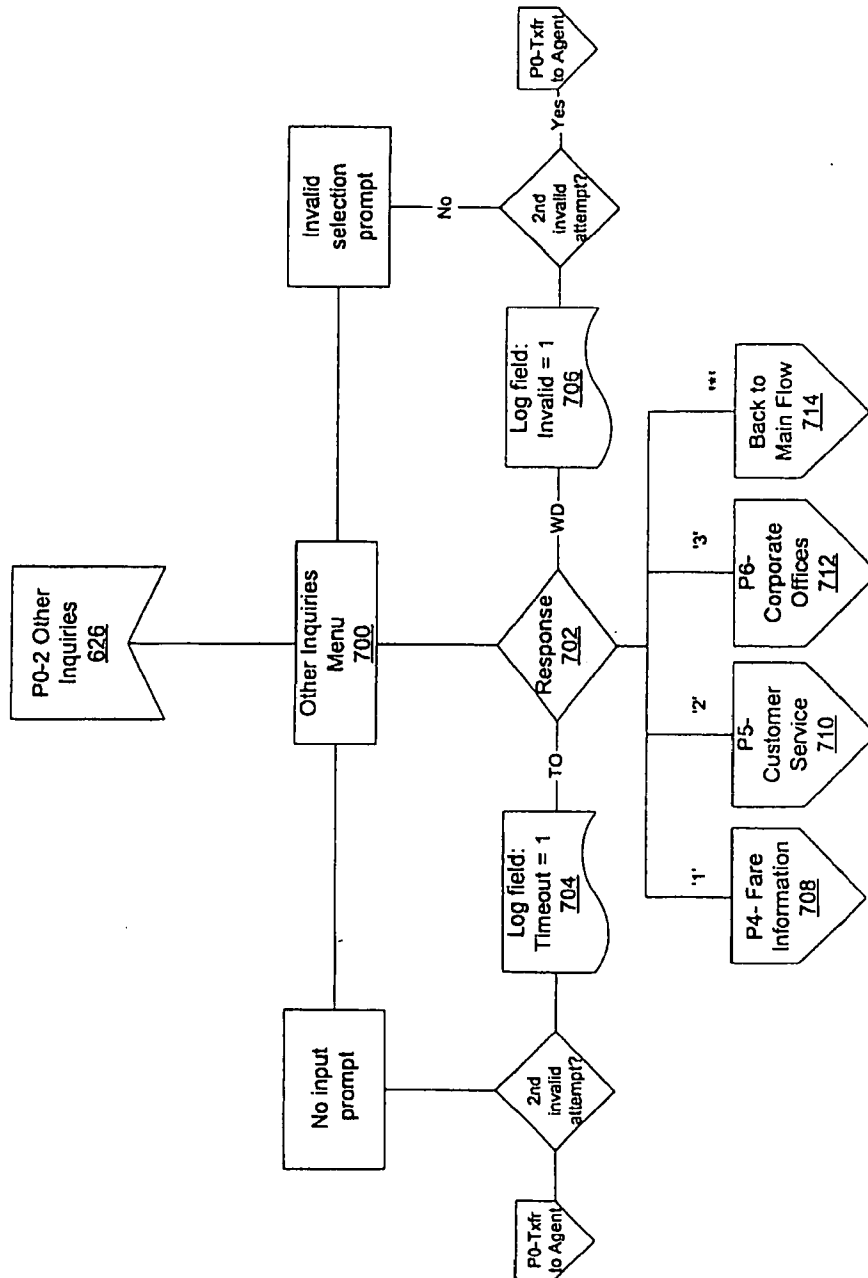 P0-2 Other
Inquiries
626
No input
prompt
Other Inquiries
Menu
700
Invalid
selection
prompt
No
P0-Txfr
to Agent
2nd
invalid
attempt?
Log field:
Timeout = 1
704
TO
Response
702
WD
Log field:
Invalid = 1
706
2nd
invalid
attempt?
Yes
P0-Txfr
to Agent
'1'
'2'
'3'
'*'
P4- Fare
Information
708
P5-
Customer
Service
710
P6-
Corporate
Offices
712
Back to
Main Flow
714